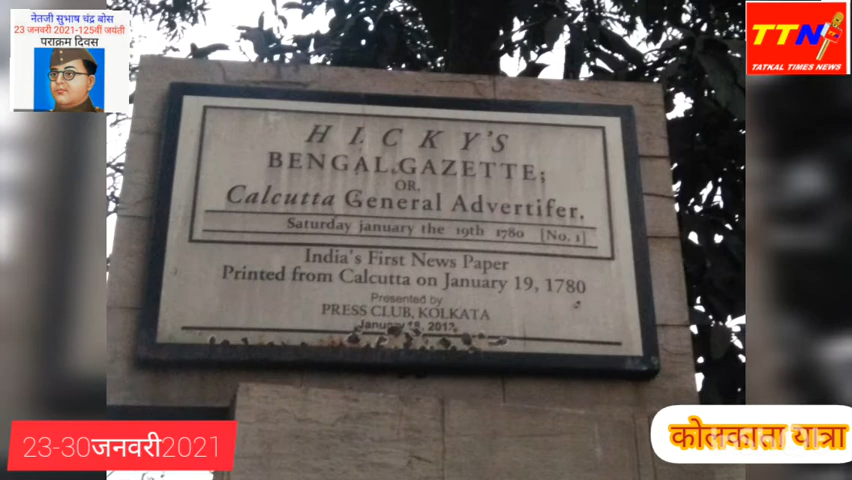 नेतजी सुभाष चंद्र बोस
23 जनवरी 2021-125वीं जयंती
पराक्रम दिवस
TTN
TATKAL TIMES NEWS
HICKY'S
BENGAL GAZETTE;
OR,
Calcutta General Advertifer.
Saturday january the 19th 1780 [No. 1]
India's First News Paper
Printed from Calcutta on January 19, 1780
Presented by
PRESS CLUB, KOLKATA
January
23-30जनवरी2021
कोलकाता यात्रा